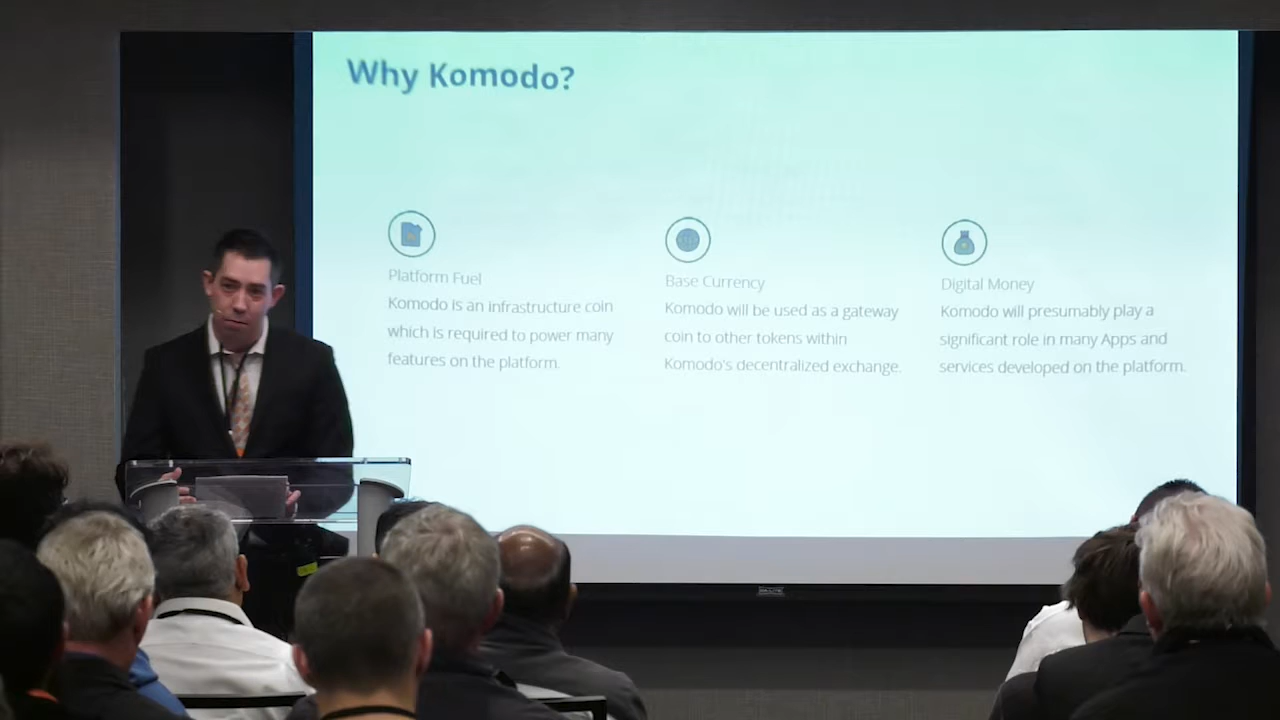 Why Komodo?
Platform Fuel
Komodo is an infrastructure coin
which is required to power many
features on the platform.
Base Currency
Komodo will be used as a gateway
coin to other tokens within
Komodo's decentralized exchange.
Digital Money
Komodo will presumably play a
significant role in many Apps and
services developed on the platform.